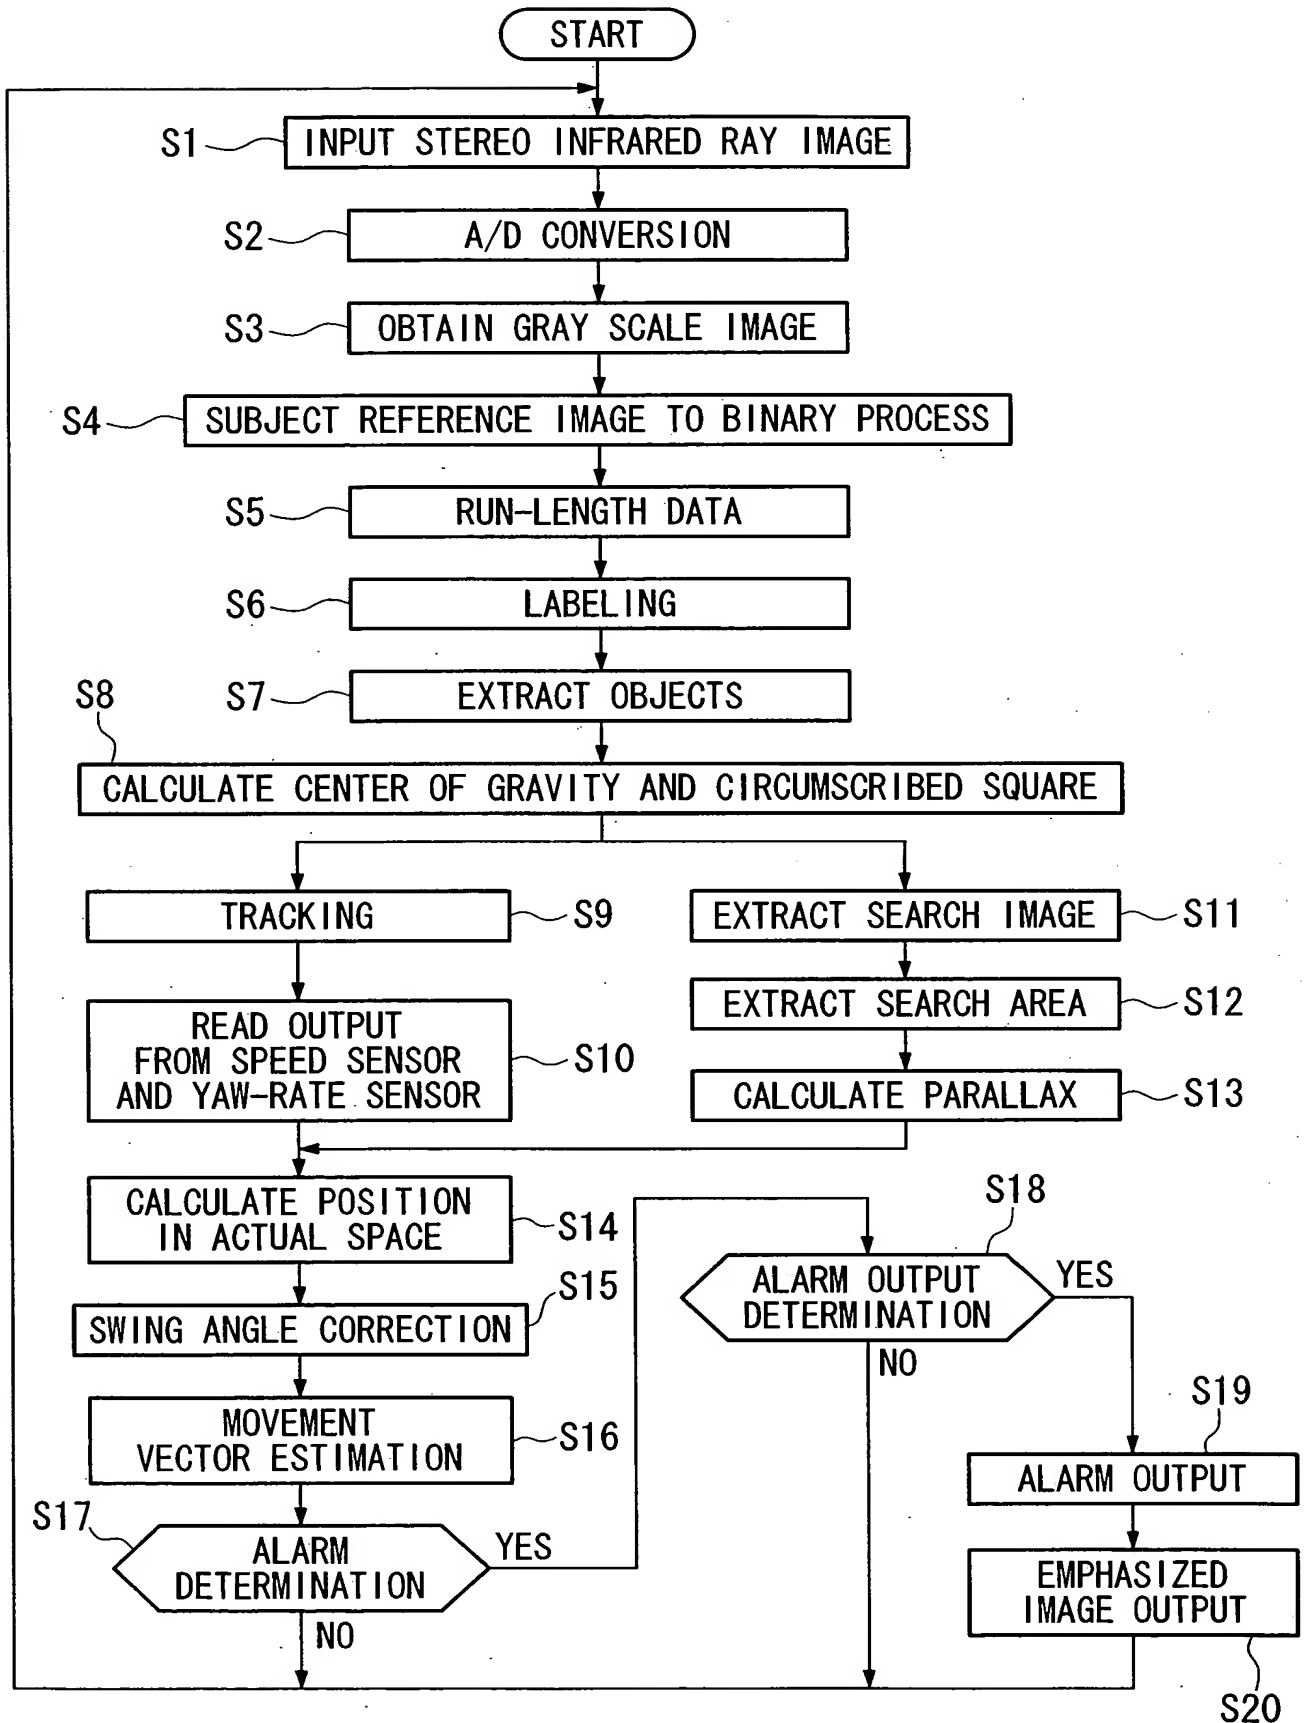 START
S1
INPUT STEREO INFRARED RAY IMAGE
S2
A/D CONVERSION
S3
OBTAIN GRAY SCALE IMAGE
S4
SUBJECT REFERENCE IMAGE TO BINARY PROCESS
S5
RUN-LENGTH DATA
S6
LABELING
S7
EXTRACT OBJECTS
S8
CALCULATE CENTER OF GRAVITY AND CIRCUMSCRIBED SQUARE
TRACKING
S9
READ OUTPUT
FROM SPEED SENSOR
AND YAW-RATE SENSOR
S10
EXTRACT SEARCH IMAGE
S11
EXTRACT SEARCH AREA
S12
CALCULATE PARALLAX
S13
CALCULATE POSITION
IN ACTUAL SPACE
S14
SWING ANGLE CORRECTION
S15
MOVEMENT
VECTOR ESTIMATION
S16
S17
ALARM
DETERMINATION
YES
NO
S18
ALARM OUTPUT
DETERMINATION
YES
NO
S19
ALARM OUTPUT
EMPHASIZED
IMAGE OUTPUT
S20